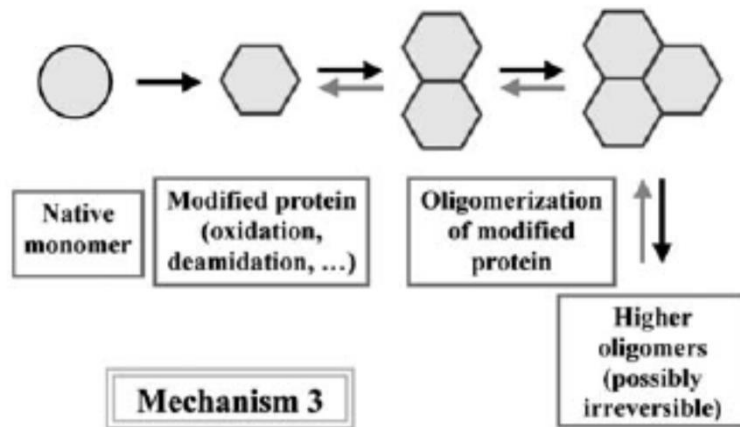 Native
monomer
Modified protein
(oxidation,
deamidation, ...)
Oligomerization
of modified
protein
Higher
oligomers
(possibly
irreversible)
Mechanism 3